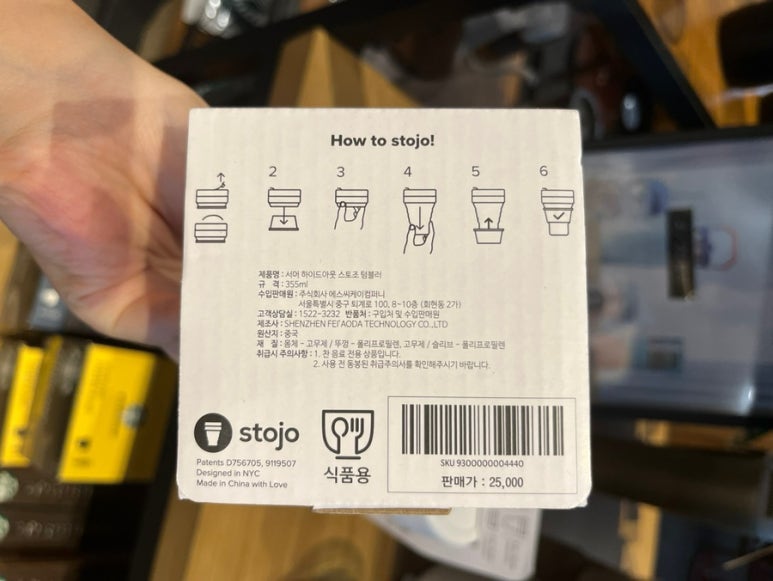 How to stojo!
2 3 4 5 6
제품명 : 서머 하이드아웃 스토조 텀블러
규 격 : 355ml
수입판매원 : 주식회사 에스씨케이컴퍼니
서울특별시 중구 퇴계로 100, 8~10층 (회현동 2가)
고객상담실 : 1522-3232 반품처 : 구입처 및 수입판매원
제조사 : SHENZHEN FEIAODA TECHNOLOGY CO.,LTD
원산지 : 중국
재 질 : 몸체 - 고무제 / 뚜껑 - 폴리프로필렌, 고무제 / 슬리브 - 폴리프로필렌
취급시 주의사항 : 1. 찬 음료 전용 상품입니다.
2. 사용 전 동봉된 취급주의사를 확인해주시기 바랍니다.
stojo
Patents D756705, 9119507
Designed in NYC
Made in China with Love
식품용
SKU 9300000004440
판매가 : 25,000